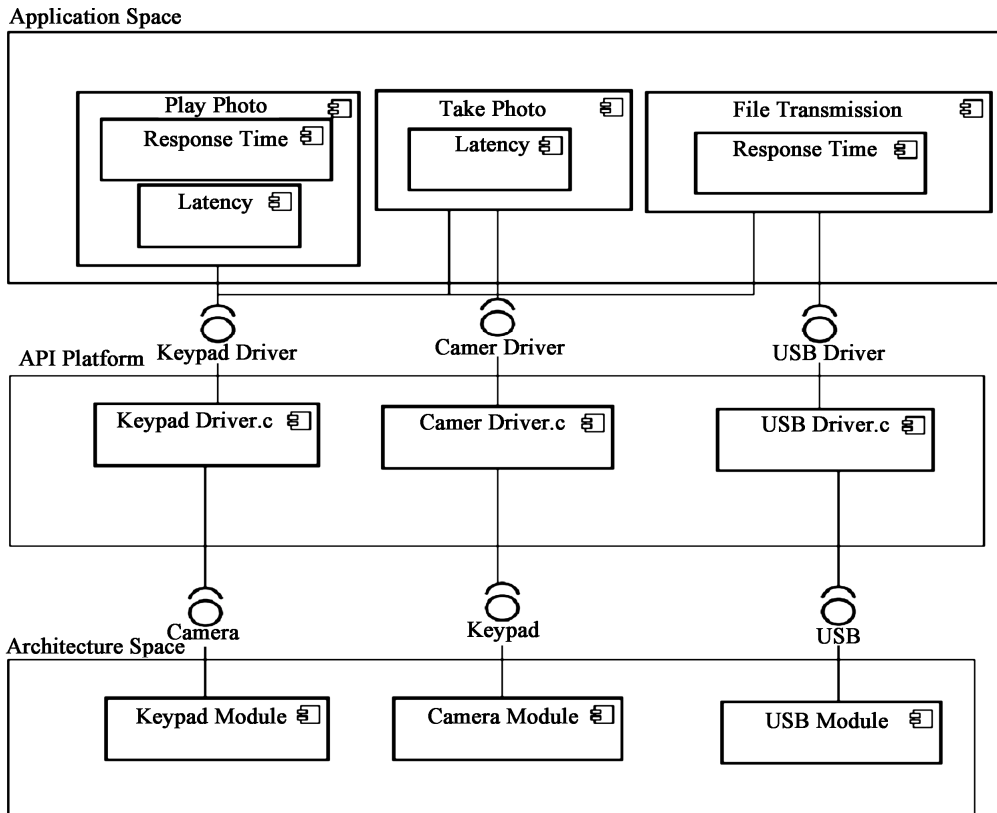 Application Space
Play Photo
Response Time
Latency
Take Photo
Latency
File Transmission
Response Time
Keypad Driver
Camer Driver
USB Driver
API Platform
Keypad Driver.c
Camer Driver.c
USB Driver.c
Camera
Keypad
USB
Architecture Space
Keypad Module
Camera Module
USB Module